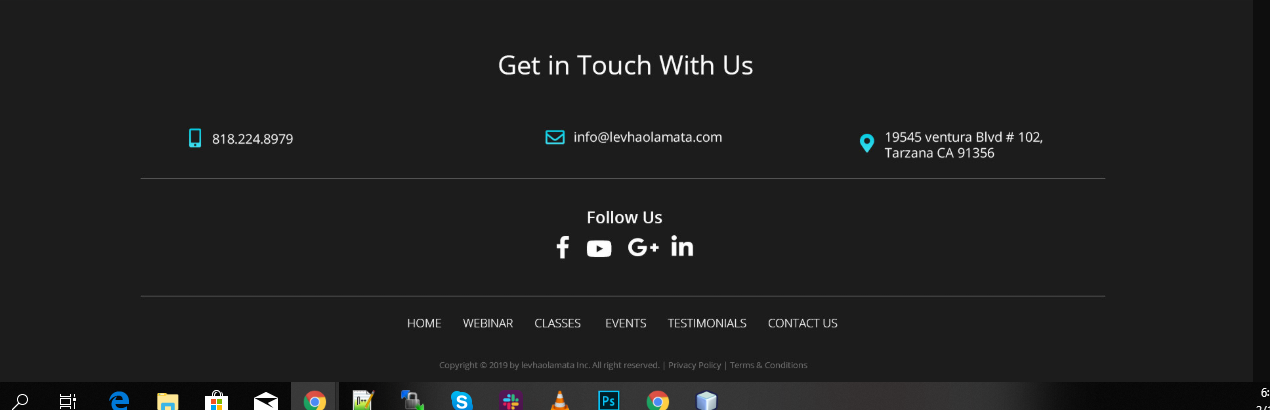 Get in Touch With Us
818.224.8979
info@levhaolamata.com
19545 ventura Blvd # 102,
Tarzana CA 91356
Follow Us
f G+ in
HOME WEBINAR CLASSES EVENTS TESTIMONIALS CONTACT US
Copyright © 2019 by levhaolamata Inc. All right reserved. | Privacy Policy | Terms & Conditions
Ps